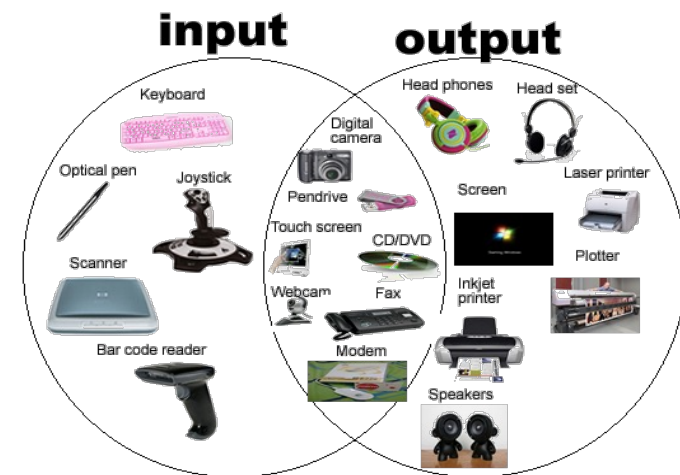 input
output
Keyboard
Optical pen
Joystick
Scanner
Bar code reader
Digital
camera
Pendrive
Touch screen
CD/DVD
Webcam
Fax
Modem
Head phones
Head set
Laser printer
Screen
Plotter
Inkjet
printer
Speakers